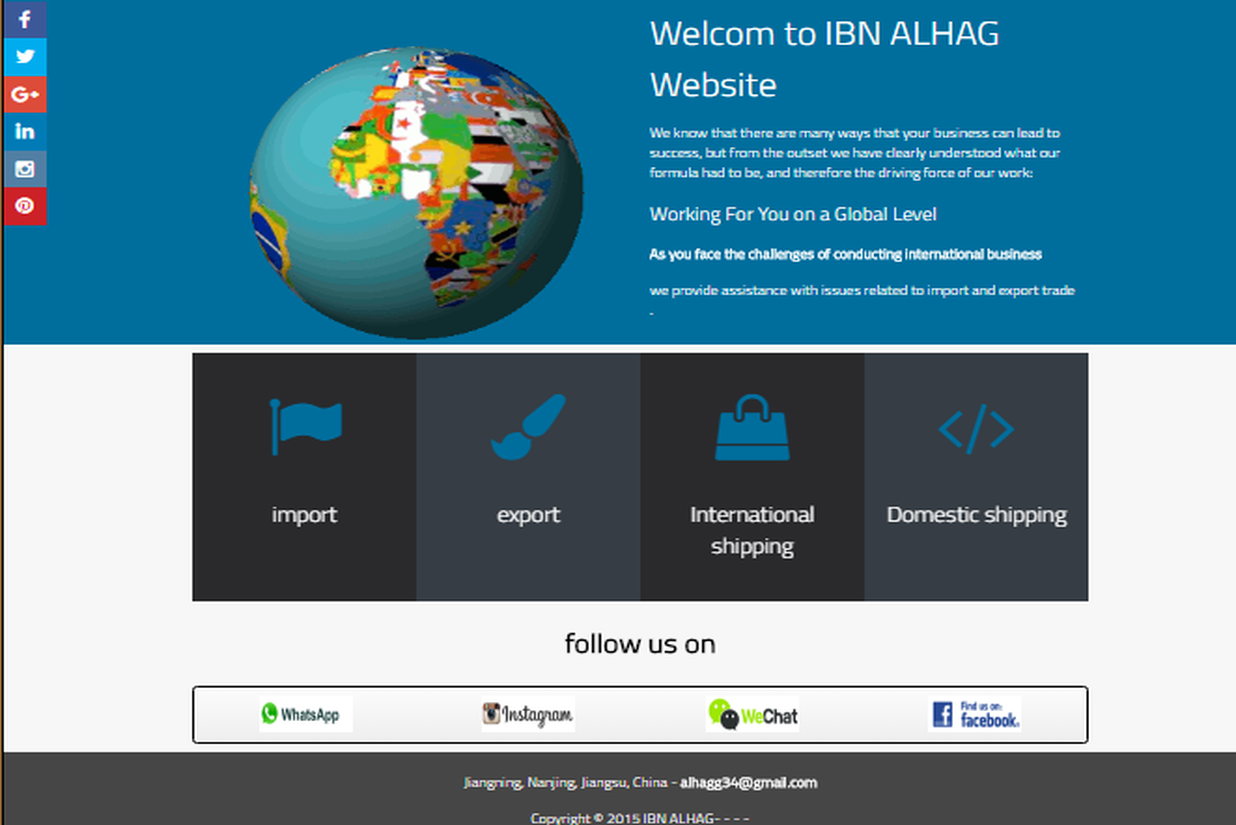 Welcom to IBN ALHAG
Website
We know that there are many ways that your business can lead to
success, but from the outset we have clearly understood what our
formula had to be, and therefore the driving force of our work:
Working For You on a Global Level
As you face the challenges of conducting international business
we provide assistance with issues related to import and export trade
-
import
export
International
shipping
Domestic shipping
follow us on
WhatsApp
Instagram
WeChat
Find us on:
facebook.
Jiangning, Nanjing, Jiangsu, China - alhagg34@gmail.com
Copyright © 2015 IBN ALHAG- - - -